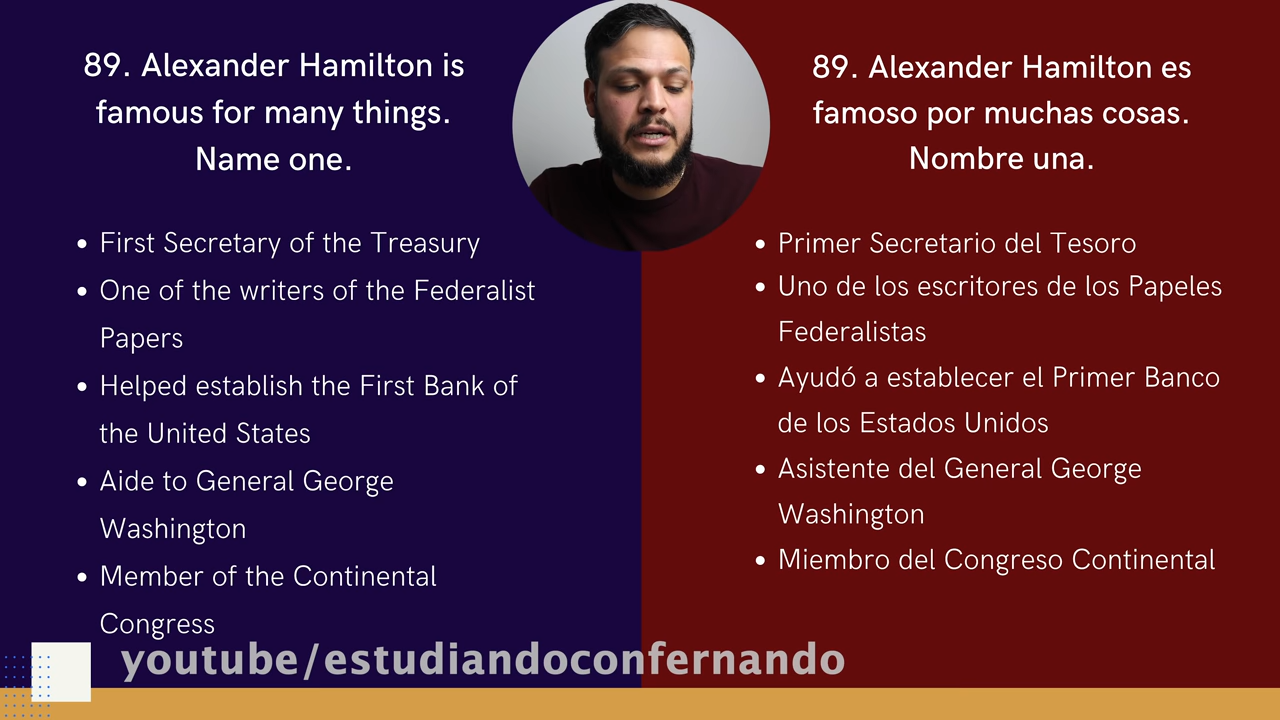 89. Alexander Hamilton is
famous for many things.
Name one.
First Secretary of the Treasury
One of the writers of the Federalist
Papers
Helped establish the First Bank of
the United States
Aide to General George
Washington
Member of the Continental
Congress
89. Alexander Hamilton es
famoso por muchas cosas.
Nombre una.
Primer Secretario del Tesoro
Uno de los escritores de los Papeles
Federalistas
Ayudó a establecer el Primer Banco
de los Estados Unidos
Asistente del General George
Washington
Miembro del Congreso Continental
youtube/estudiandoconfernando